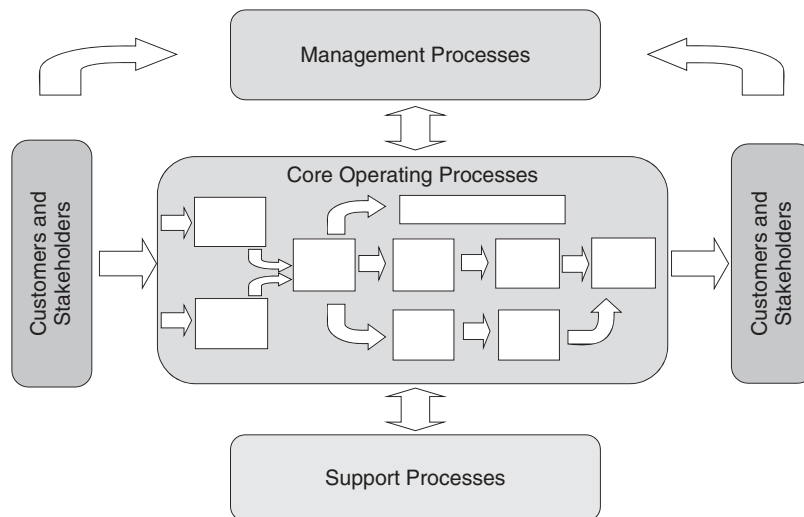 Management Processes
Customers and
Stakeholders
Core Operating Processes
Customers and
Stakeholders
Support Processes